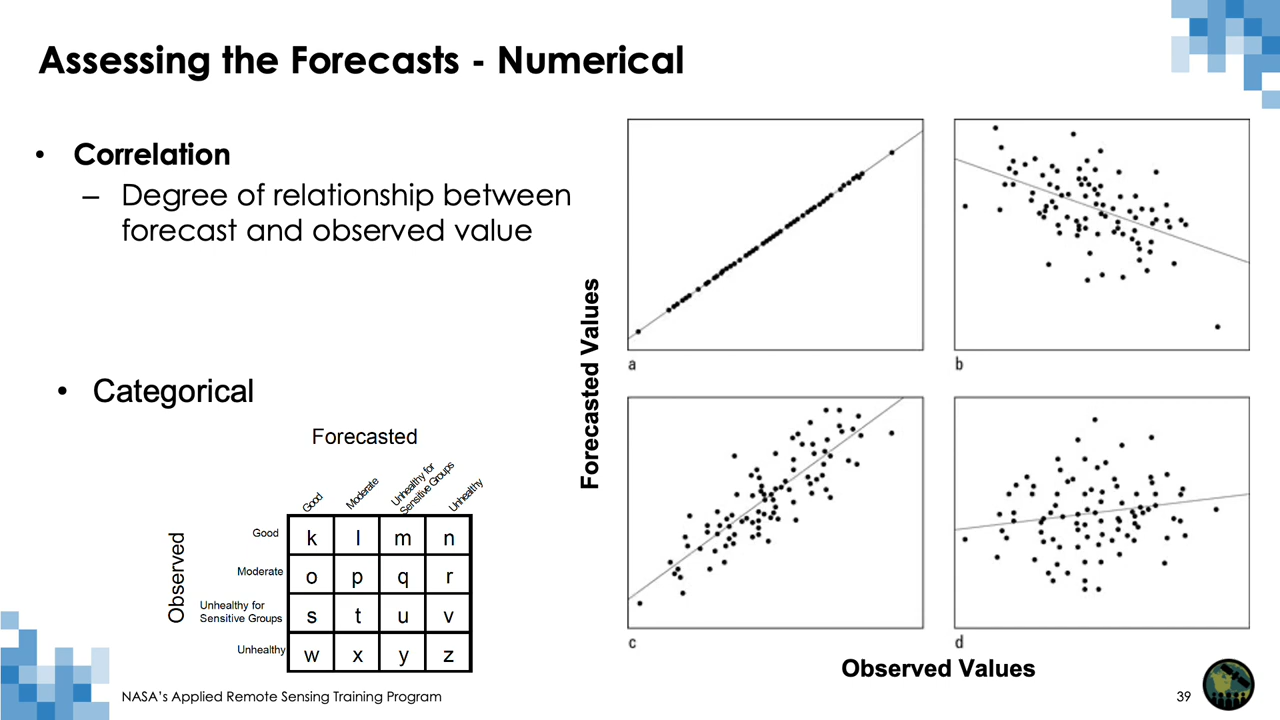 Assessing the Forecasts - Numerical
• Correlation
– Degree of relationship between
forecast and observed value
• Categorical
Forecasted
Good
Moderate
Unhealthy for
Sensitive Groups
Unhealthy
Observed
Good k l m n
Moderate o p q r
Unhealthy for
Sensitive Groups s t u v
Unhealthy w x y z
Forecasted Values
a
b
c
d
Observed Values
NASA's Applied Remote Sensing Training Program
39